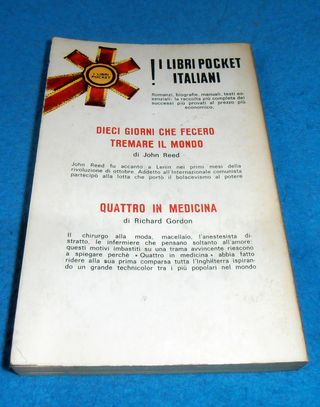 I LIBRI
POCKET
! I LIBRI POCKET
ITALIANI
Romanzi, biografie, manuali, testi es-
senziali: la raccolta più completa dei
successi più provati al prezzo più
economico.
DIECI GIORNI CHE FECERO
TREMARE IL MONDO
di John Reed
John Reed fu accanto a Lenin nei primi mesi della
rivoluzione di ottobre. Addetto all'Internazionale comunista
partecipò alla lotta che portò il bolscevismo al potere
QUATTRO IN MEDICINA
di Richard Gordon
Il chirurgo alla moda, macellaio, l'anestesista di-
stratto, le infermiere che pensano soltanto all'amore:
questi motivi imbastiti su una trama avvincente riescono
a spiegare perchè « Quattro in medicina » abbia fatto
ridere alla sua prima comparsa tutta l'Inghilterra ispiran-
do un grande technicolor tra i più popolari nel mondo